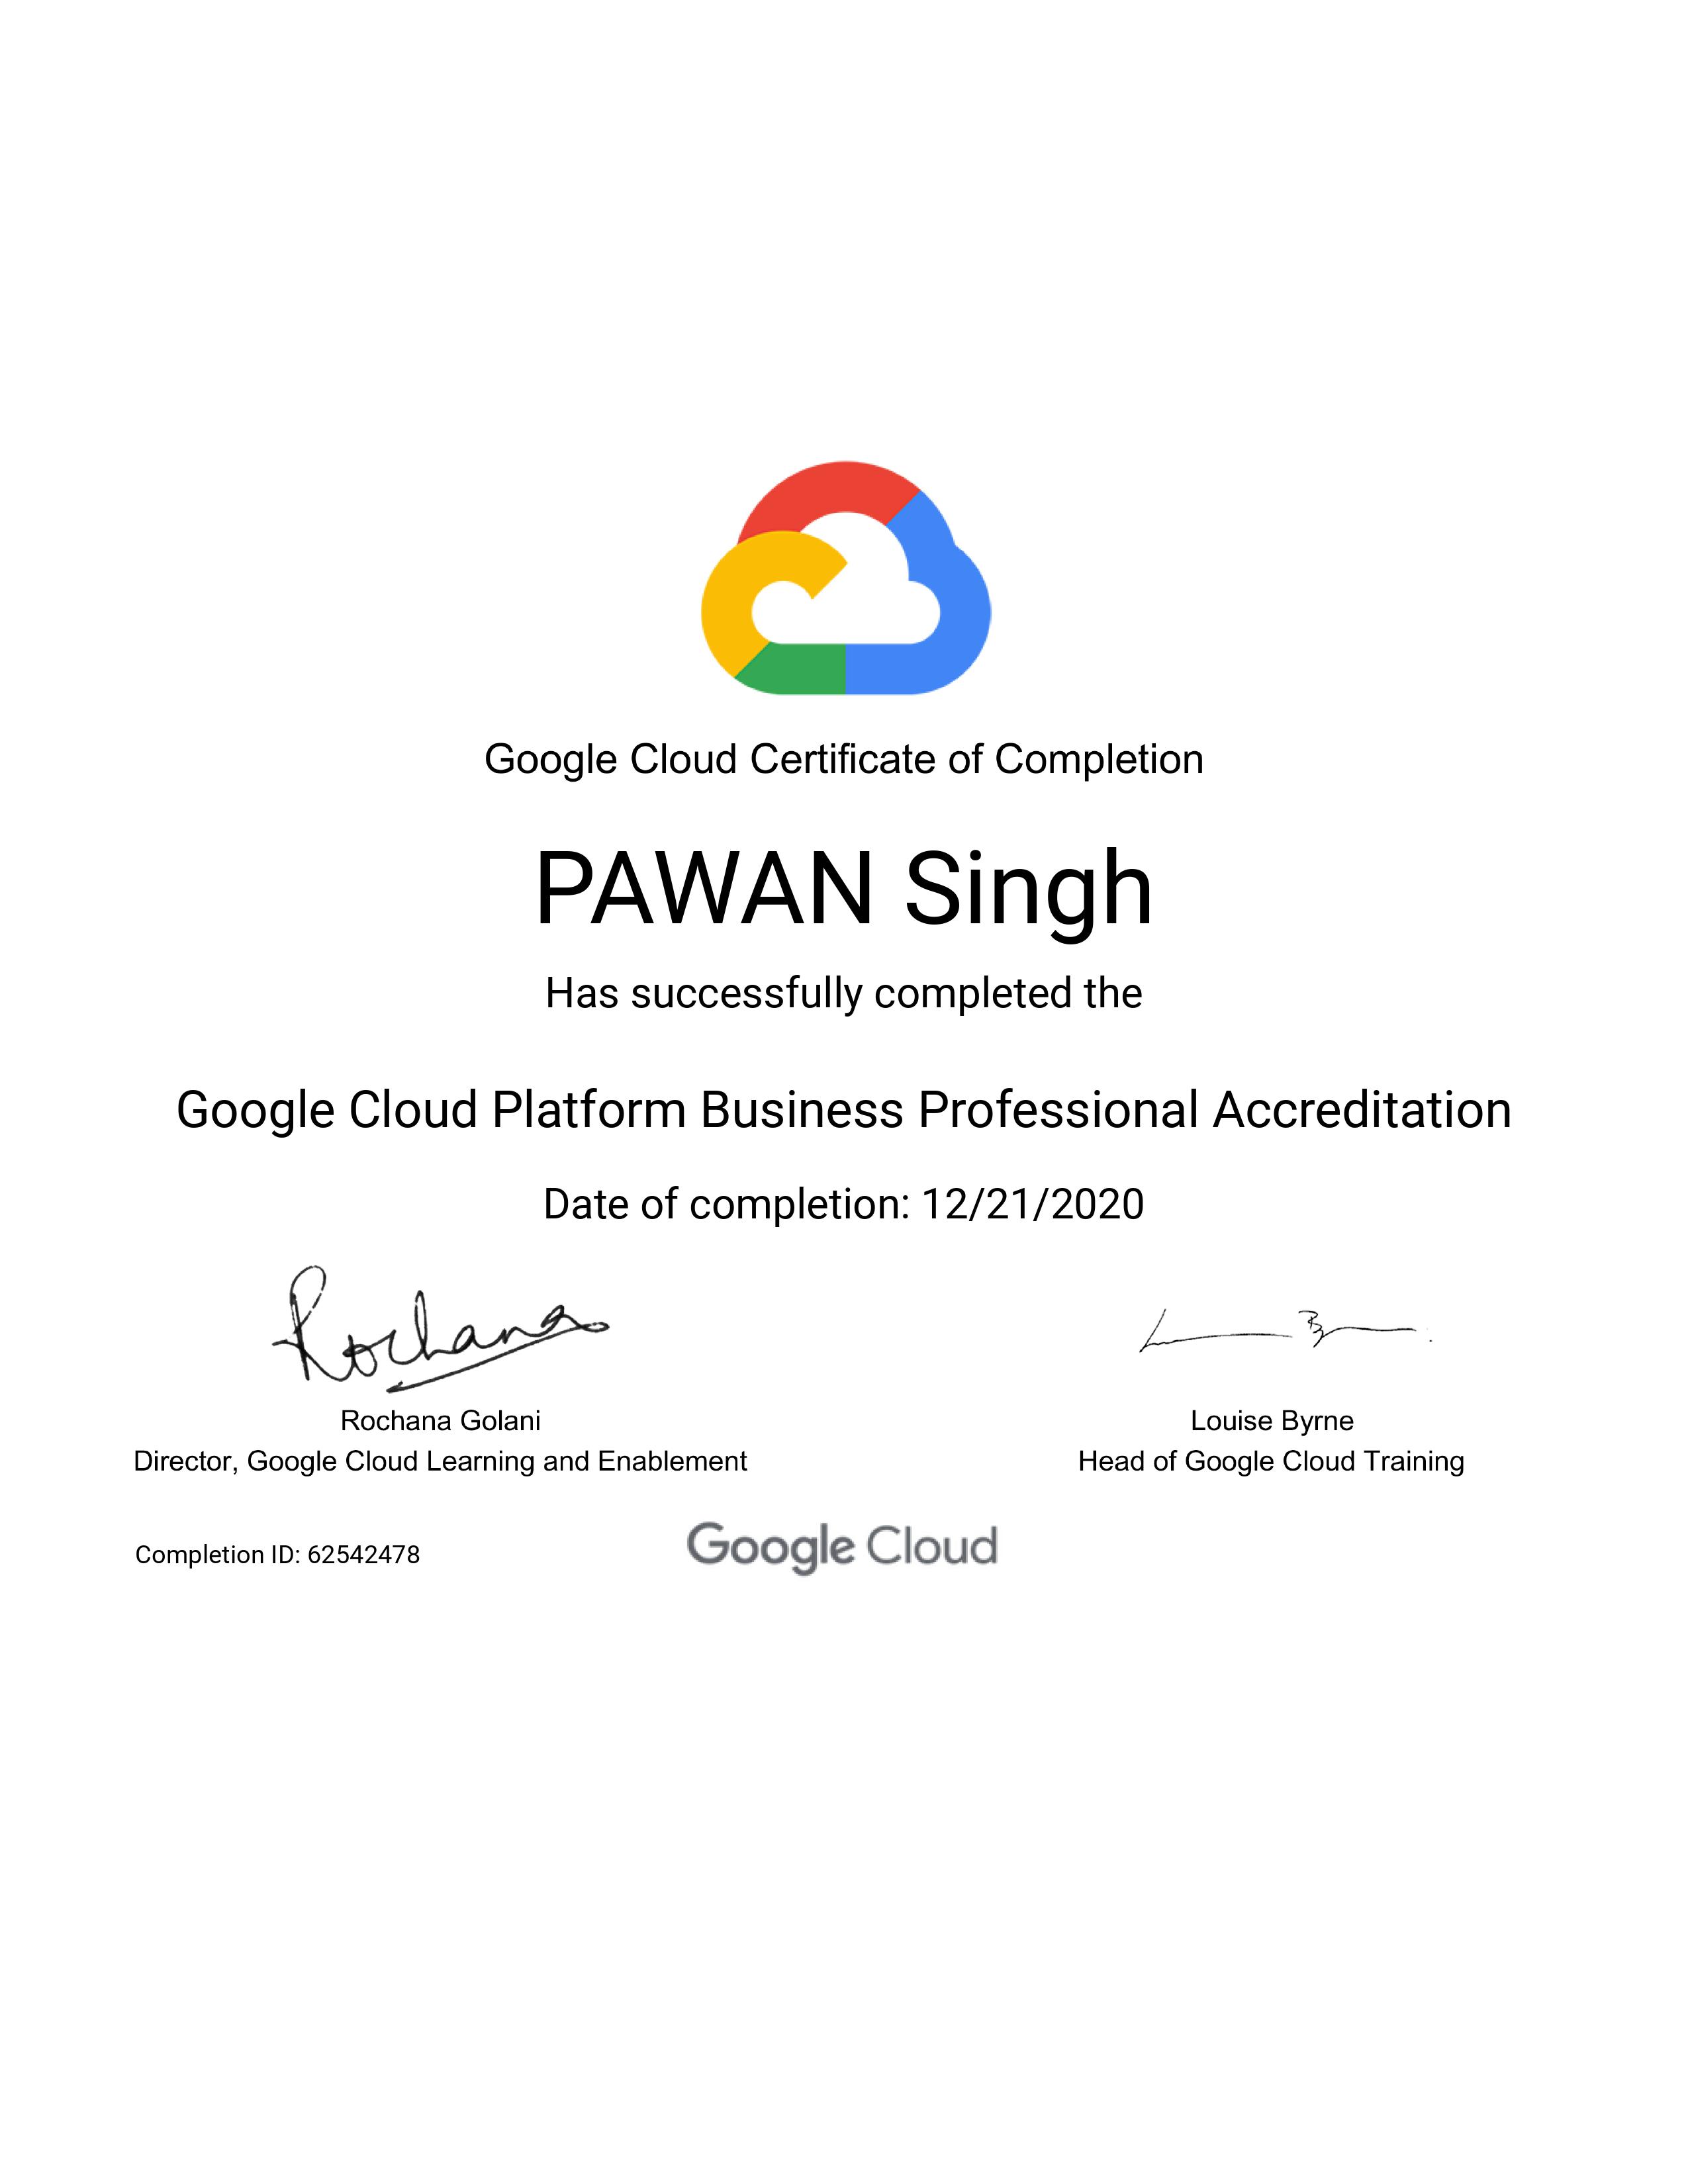 Google Cloud Certificate of Completion
PAWAN Singh
Has successfully completed the
Google Cloud Platform Business Professional Accreditation
Date of completion: 12/21/2020
Rochana
Rochana Golani
Director, Google Cloud Learning and Enablement
Louise Byrne
Head of Google Cloud Training
Completion ID: 62542478
Google Cloud